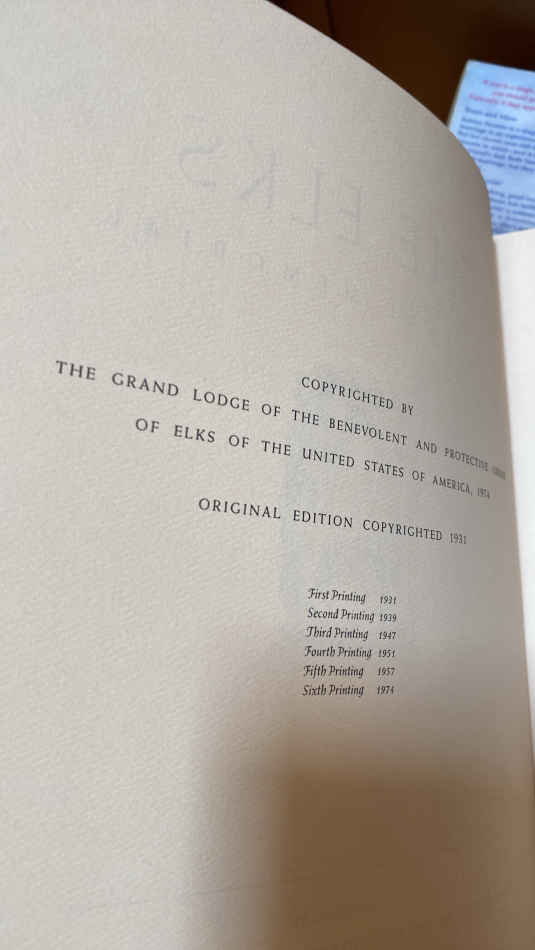 COPYRIGHTED BY
THE GRAND LODGE OF THE BENEVOLENT AND PROTECTIVE ORDER
OF ELKS OF THE UNITED STATES OF AMERICA, 1974
ORIGINAL EDITION COPYRIGHTED 1931
First Printing 1931
Second Printing 1939
Third Printing 1947
Fourth Printing 1951
Fifth Printing 1957
Sixth Printing 1974